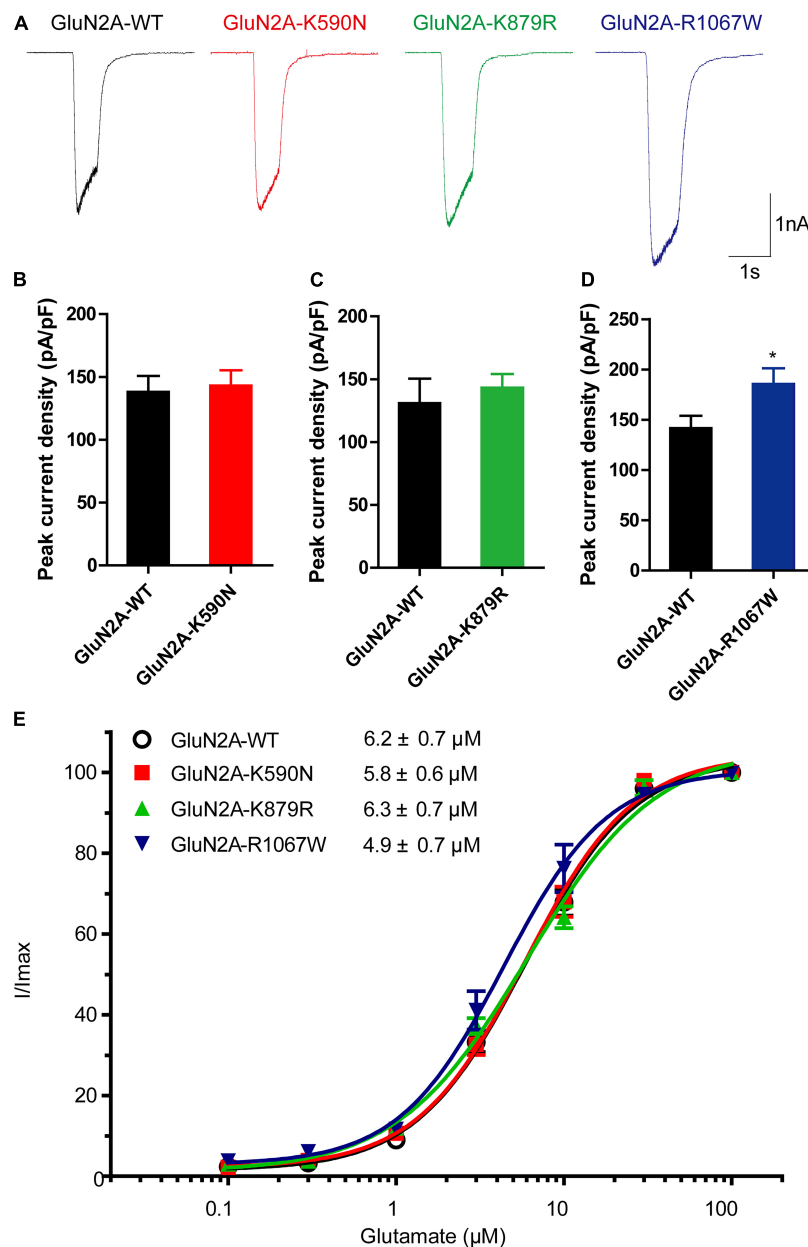 A
GluN2A-WT
GluN2A-K590N
GluN2A-K879R
GluN2A-R1067W
1nA
1s
B
Peak current density (pA/pF)
200
150
100
50
0
GluN2A-WT
GluN2A-K590N
C
Peak current density (pA/pF)
200
150
100
50
0
GluN2A-WT
GluN2A-K879R
D
Peak current density (pA/pF)
250
200
150
100
50
0
*
GluN2A-WT
GluN2A-R1067W
E
GluN2A-WT 6.2 ± 0.7 µM
GluN2A-K590N 5.8 ± 0.6 µM
GluN2A-K879R 6.3 ± 0.7 µM
GluN2A-R1067W 4.9 ± 0.7 µM
I/Imax
100
80
60
40
20
0
0.1
1
10
100
Glutamate (µM)